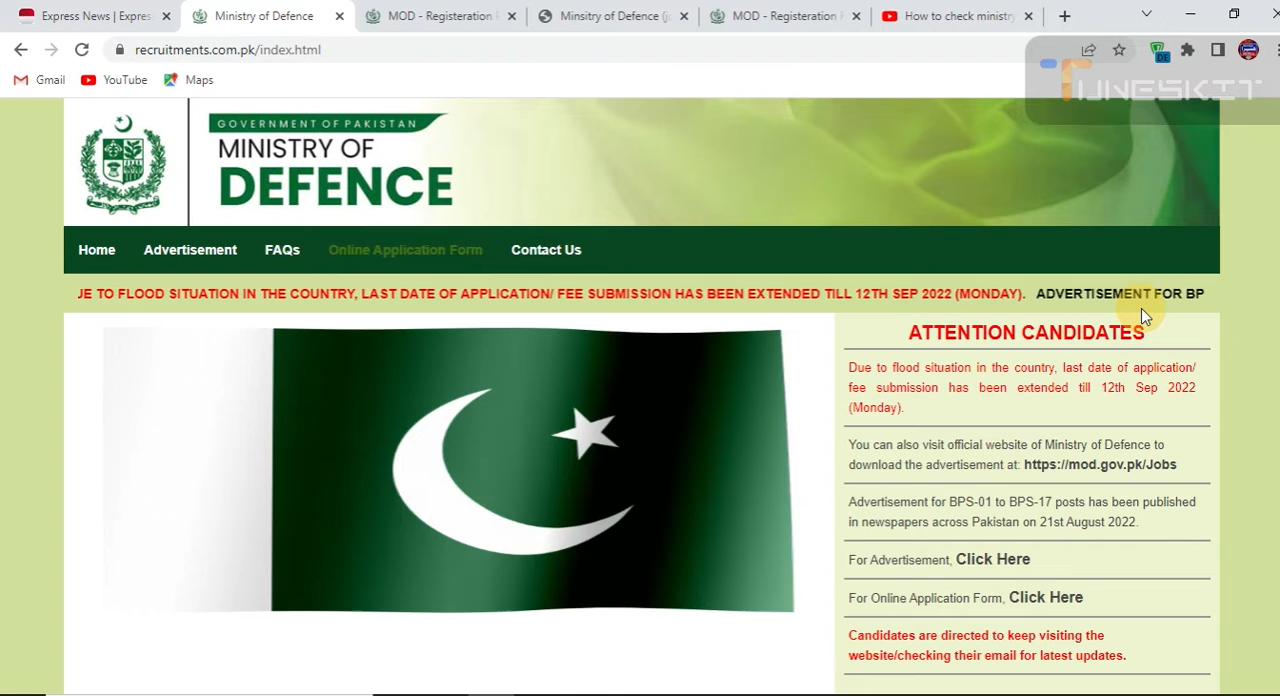 Express News | Expres
Ministry of Defence
MOD - Registeration
Minsitry of Defence (j
MOD - Registeration
How to check ministry
recruitments.com.pk/index.html
DE
Gmail
YouTube
Maps
TUNESKIT
GOVERNMENT OF PAKISTAN
MINISTRY OF
DEFENCE
Home
Advertisement
FAQs
Online Application Form
Contact Us
UE TO FLOOD SITUATION IN THE COUNTRY, LAST DATE OF APPLICATION/ FEE SUBMISSION HAS BEEN EXTENDED TILL 12TH SEP 2022 (MONDAY). ADVERTISEMENT FOR BP
ATTENTION CANDIDATES
Due to flood situation in the country, last date of application/
fee submission has been extended till 12th Sep 2022
(Monday).
You can also visit official website of Ministry of Defence to
download the advertisement at: https://mod.gov.pk/Jobs
Advertisement for BPS-01 to BPS-17 posts has been published
in newspapers across Pakistan on 21st August 2022.
For Advertisement, Click Here
For Online Application Form, Click Here
Candidates are directed to keep visiting the
website/checking their email for latest updates.